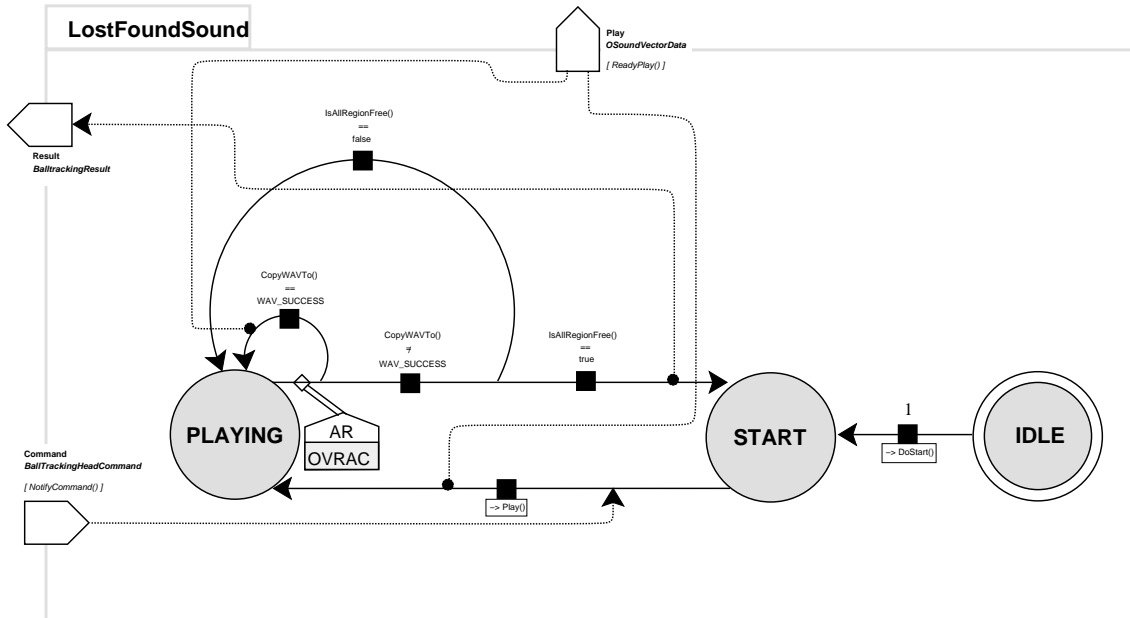 LostFoundSound
Play
OSoundVectorData
[ ReadyPlay() ]
Result
BalltrackingResult
IsAllRegionFree()
==
false
CopyWAVTo()
==
WAV_SUCCESS
CopyWAVTo()
≠
WAV_SUCCESS
IsAllRegionFree()
==
true
PLAYING
AR
OVRAC
START
1
−> DoStart()
IDLE
Command
BallTrackingHeadCommand
[ NotifyCommand() ]
−> Play()